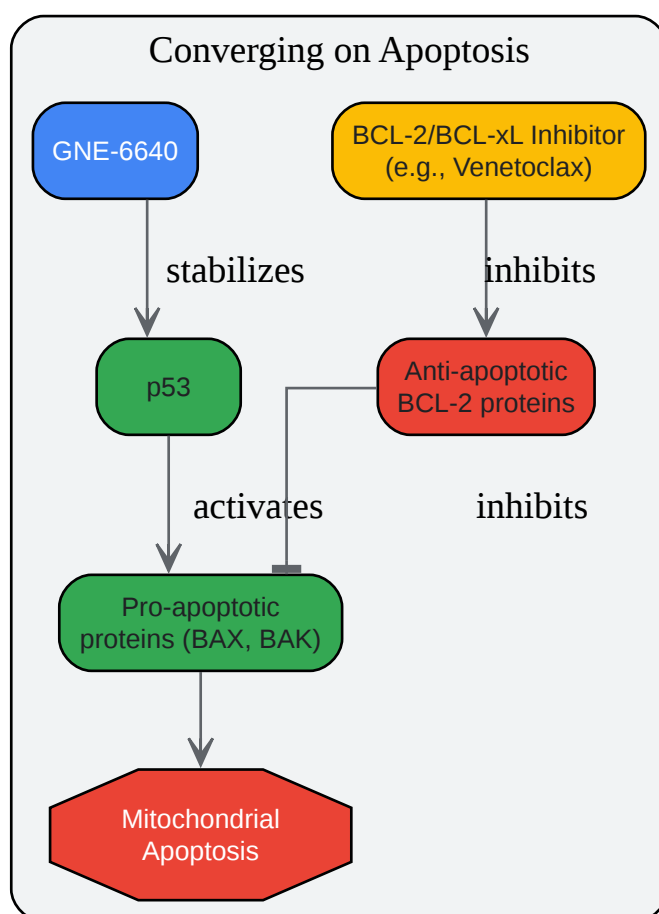 Converging on Apoptosis
GNE-6640
BCL-2/BCL-xL Inhibitor
(e.g., Venetoclax)
stabilizes
inhibits
p53
Anti-apoptotic
BCL-2 proteins
activates
inhibits
Pro-apoptotic
proteins (BAX, BAK)
Mitochondrial
Apoptosis